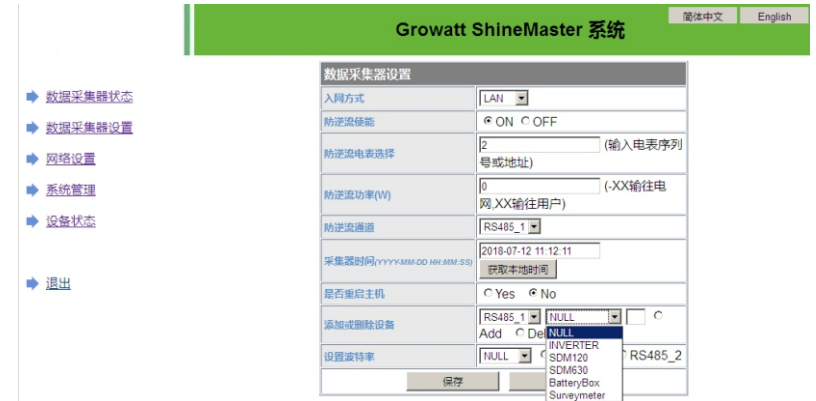 简体中文 English
Growatt ShineMaster 系统
数据采集器状态
数据采集器设置
网络设置
系统管理
设备状态
退出
数据采集器设置
入网方式 LAN
防逆流使能 ON OFF
防逆流电表选择 2 (输入电表序列
号或地址)
防逆流功率(W) 0 (-XX输往电
网,XX输往用户)
防逆流通道 RS485_1
采集器时间(YYYY-MM-DD HH:MM:SS) 2018-07-12 11:12:11
获取本地时间
是否重启主机 Yes No
添加或删除设备 RS485_1 NULL
Add Del
NULL
INVERTER
SDM120
SDM630
BatteryBox
Surveymeter
设置波特率 NULL RS485_2
保存